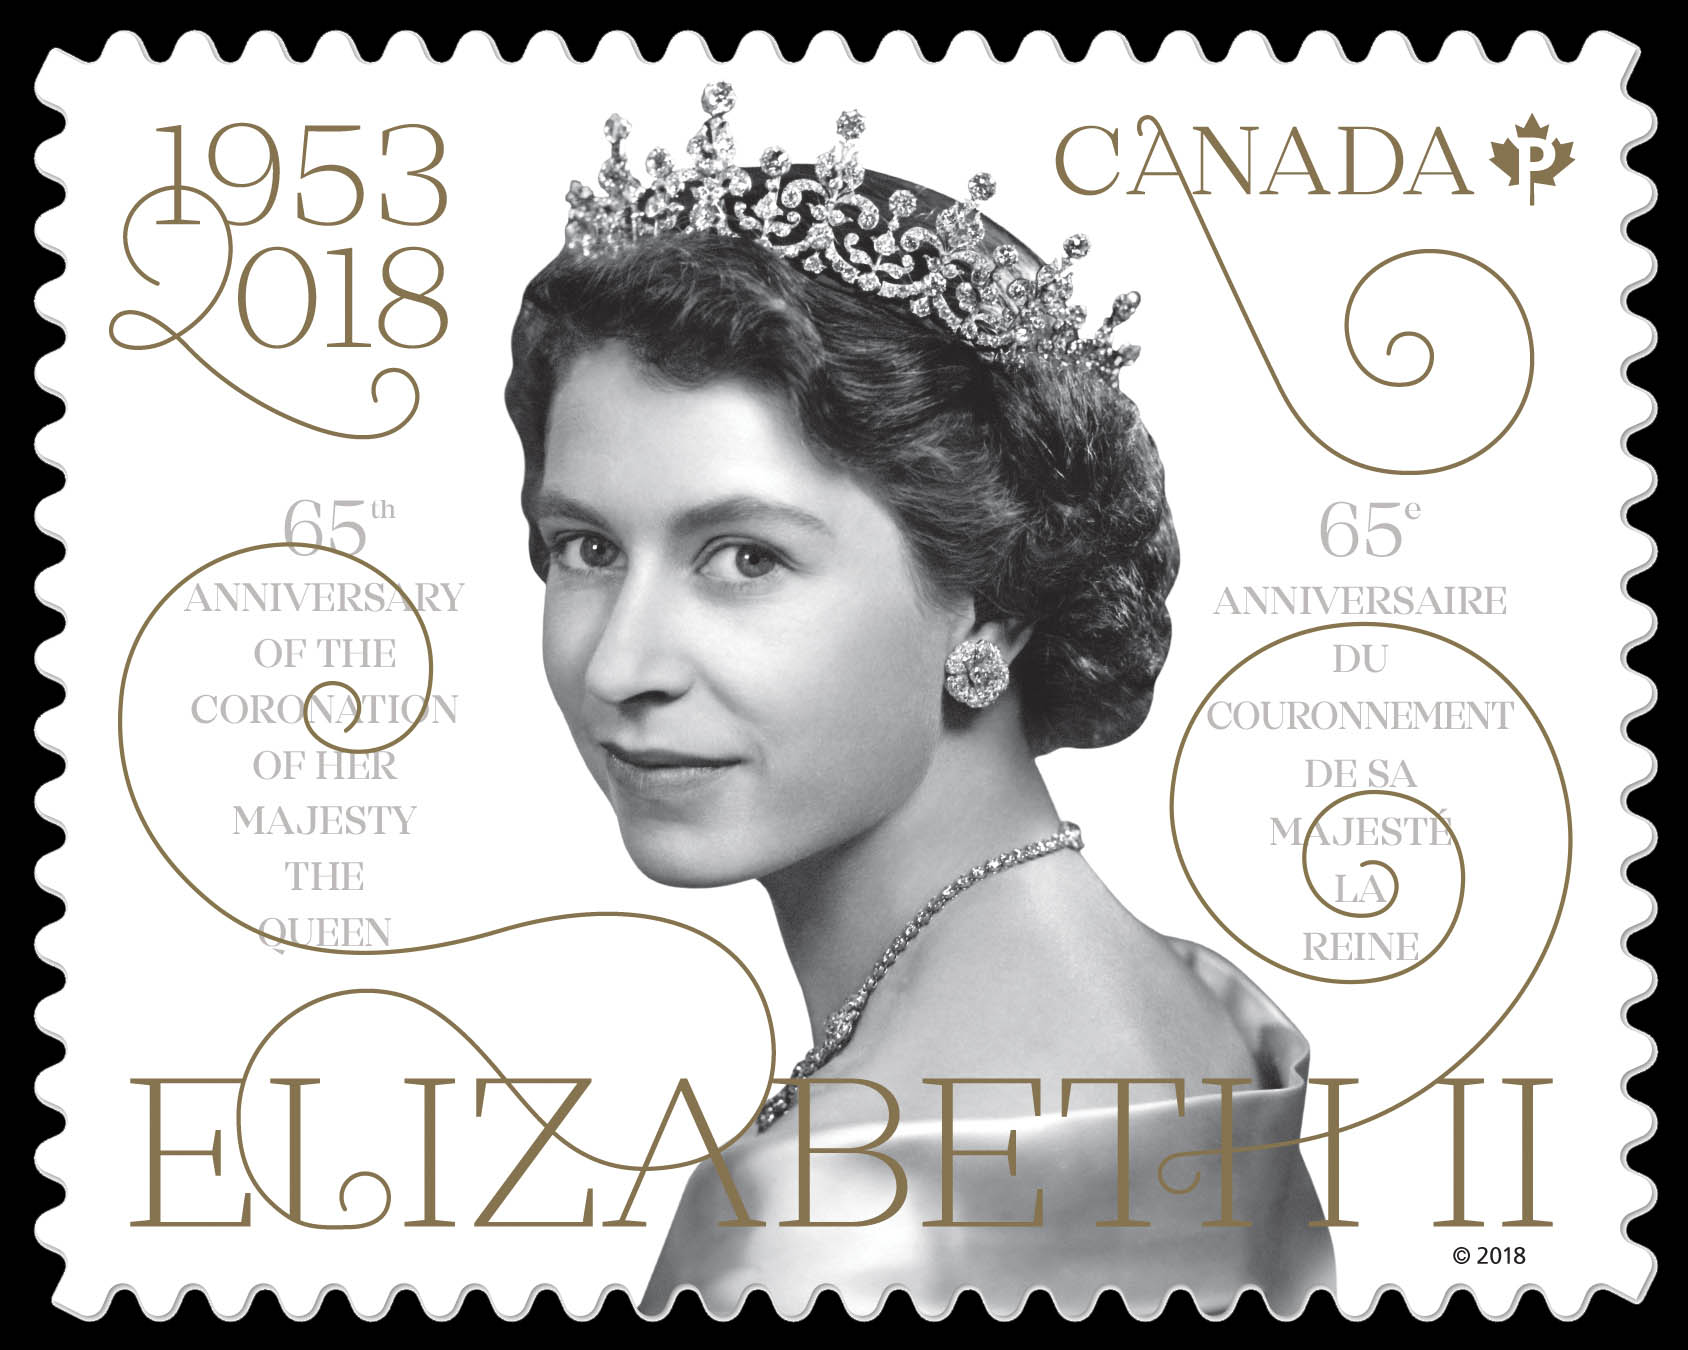 1953
2018
CANADA P
65th
ANNIVERSARY
OF THE
CORONATION
OF HER
MAJESTY
THE
QUEEN
65e
ANNIVERSAIRE
DU
COURONNEMENT
DE SA
MAJESTÉ
LA
REINE
ELIZABETH II
© 2018